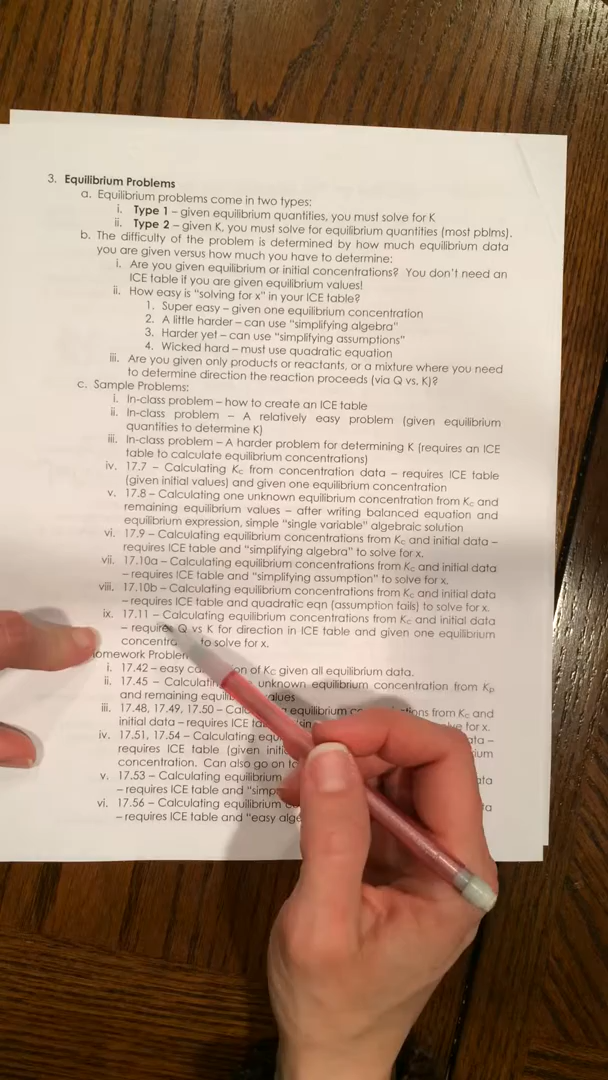 3. Equilibrium Problems
a. Equilibrium problems come in two types:
i. Type 1 – given equilibrium quantities, you must solve for K
ii. Type 2 – given K, you must solve for equilibrium quantities (most pblms).
b. The difficulty of the problem is determined by how much equilibrium data
you are given versus how much you have to determine:
i. Are you given equilibrium or initial concentrations? You don't need an
ICE table if you are given equilibrium values!
ii. How easy is "solving for x" in your ICE table?
1. Super easy – given one equilibrium concentration
2. A little harder – can use "simplifying algebra"
3. Harder yet – can use "simplifying assumptions"
4. Wicked hard – must use quadratic equation
iii. Are you given only products or reactants, or a mixture where you need
to determine direction the reaction proceeds (via Q vs. K)?
c. Sample Problems:
i. In-class problem – how to create an ICE table
ii. In-class problem – A relatively easy problem (given equilibrium
quantities to determine K)
iii. In-class problem – A harder problem for determining K (requires an ICE
table to calculate equilibrium concentrations)
iv. 17.7 – Calculating Kc from concentration data – requires ICE table
(given initial values) and given one equilibrium concentration
v. 17.8 – Calculating one unknown equilibrium concentration from Kc and
remaining equilibrium values – after writing balanced equation and
equilibrium expression, simple "single variable" algebraic solution
vi. 17.9 – Calculating equilibrium concentrations from Kc and initial data –
requires ICE table and "simplifying algebra" to solve for x.
vii. 17.10a – Calculating equilibrium concentrations from Kc and initial data
– requires ICE table and "simplifying assumption" to solve for x.
viii. 17.10b – Calculating equilibrium concentrations from Kc and initial data
– requires ICE table and quadratic eqn (assumption fails) to solve for x.
ix. 17.11 – Calculating equilibrium concentrations from Kc and initial data
– requires Q vs K for direction in ICE table and given one equilibrium
to solve for x.
i. 17.42 – easy of Kc given all equilibrium data.
ii. 17.45 – unknown equilibrium concentration from Kp
and remaining
iii. 17.48, 17.49, 17.50 – equilibrium from Kc and
initial data – requires ICE for x.
iv. 17.51, 17.54 – Calculating
requires ICE table (given
concentration. Can also go on to
v. 17.53 – Calculating equilibrium
– requires ICE table and
vi. 17.56 – Calculating equilibrium
– requires ICE table and "easy